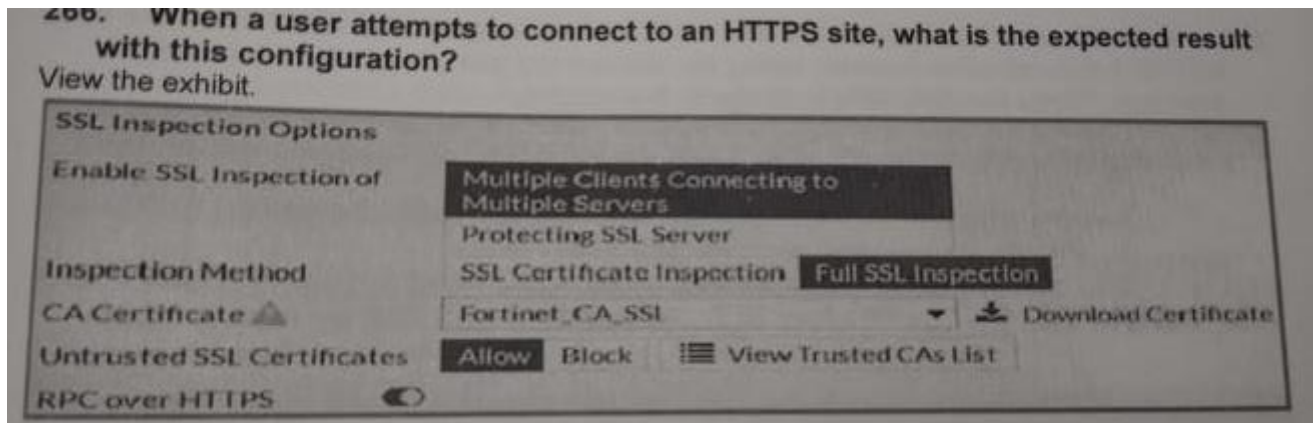 266. When a user attempts to connect to an HTTPS site, what is the expected result
with this configuration?
View the exhibit.
SSL Inspection Options
Enable SSL Inspection of Multiple Clients Connecting to
Multiple Servers
Protecting SSL Server
Inspection Method SSL Certificate Inspection Full SSL Inspection
CA Certificate Fortinet_CA_SSL Download Certificate
Untrusted SSL Certificates Allow Block View Trusted CAs List
RPC over HTTPS